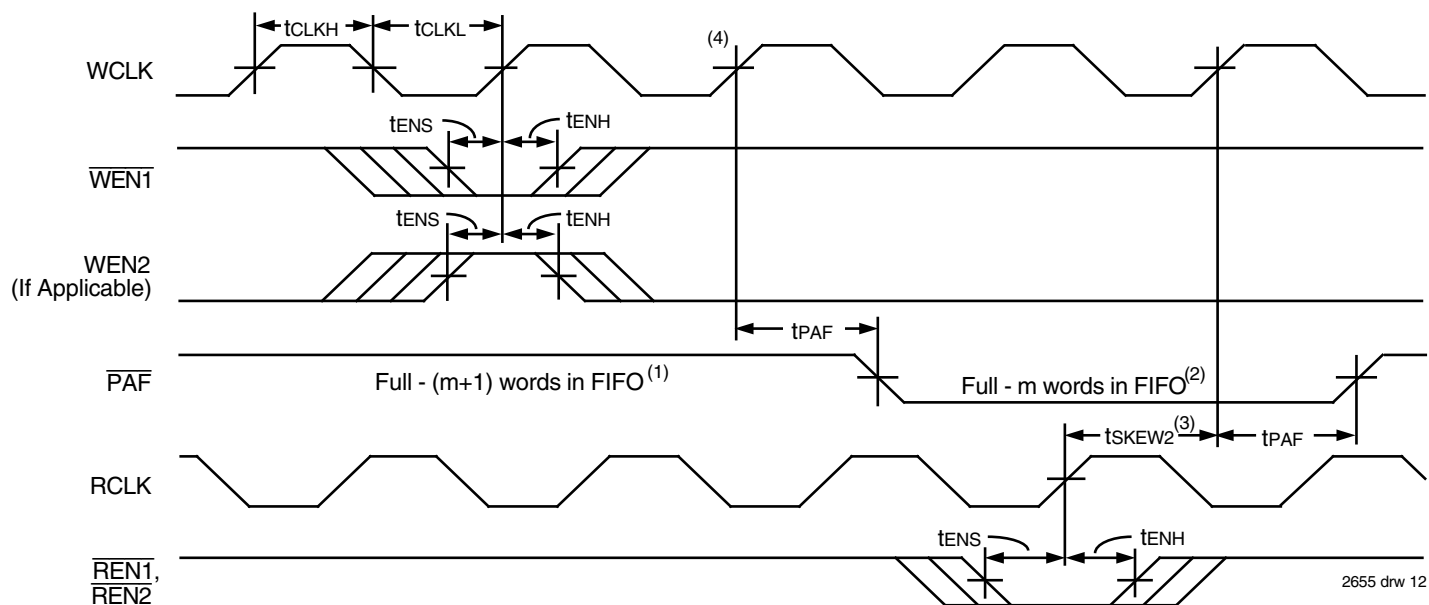 tCLKH
tCLKL
(4)
WCLK
tENS
tENH
WEN1
tENS
tENH
WEN2
(If Applicable)
tPAF
PAF
Full - (m+1) words in FIFO(1)
Full - m words in FIFO(2)
tSKEW2(3)
tPAF
RCLK
tENS
tENH
REN1,
REN2
2655 drw 12